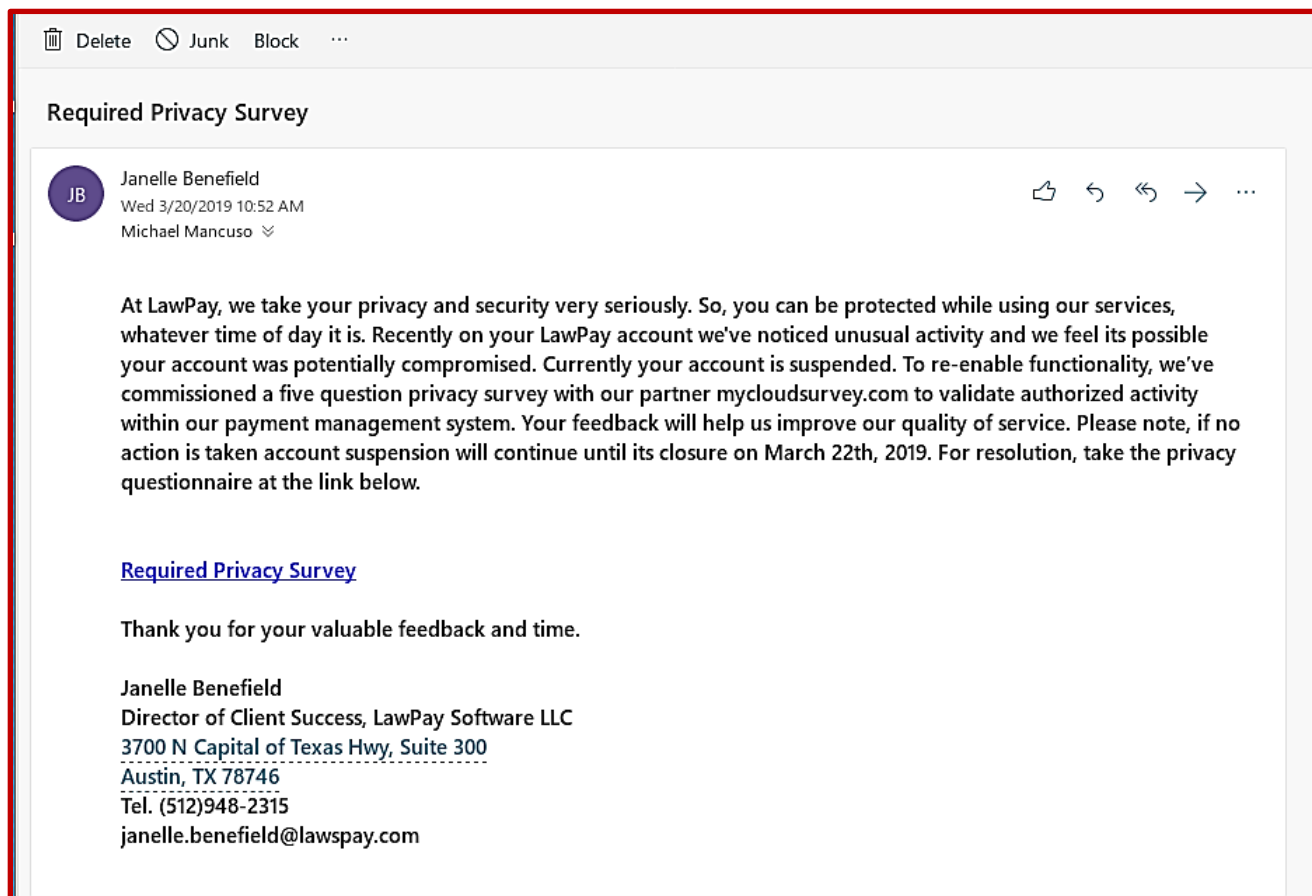 Delete Junk Block ...
Required Privacy Survey
JB
Janelle Benefield
Wed 3/20/2019 10:52 AM
Michael Mancuso
...
At LawPay, we take your privacy and security very seriously. So, you can be protected while using our services,
whatever time of day it is. Recently on your LawPay account we've noticed unusual activity and we feel its possible
your account was potentially compromised. Currently your account is suspended. To re-enable functionality, we've
commissioned a five question privacy survey with our partner mycloudsurvey.com to validate authorized activity
within our payment management system. Your feedback will help us improve our quality of service. Please note, if no
action is taken account suspension will continue until its closure on March 22th, 2019. For resolution, take the privacy
questionnaire at the link below.
Required Privacy Survey
Thank you for your valuable feedback and time.
Janelle Benefield
Director of Client Success, LawPay Software LLC
3700 N Capital of Texas Hwy, Suite 300
Austin, TX 78746
Tel. (512)948-2315
janelle.benefield@lawspay.com